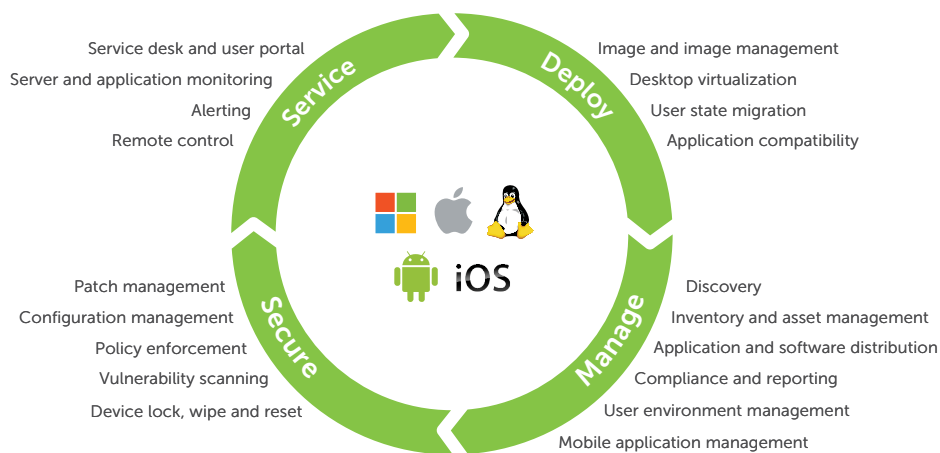 Service
Service desk and user portal
Server and application monitoring
Alerting
Remote control
Deploy
Image and image management
Desktop virtualization
User state migration
Application compatibility
iOS
Secure
Patch management
Configuration management
Policy enforcement
Vulnerability scanning
Device lock, wipe and reset
Manage
Discovery
Inventory and asset management
Application and software distribution
Compliance and reporting
User environment management
Mobile application management